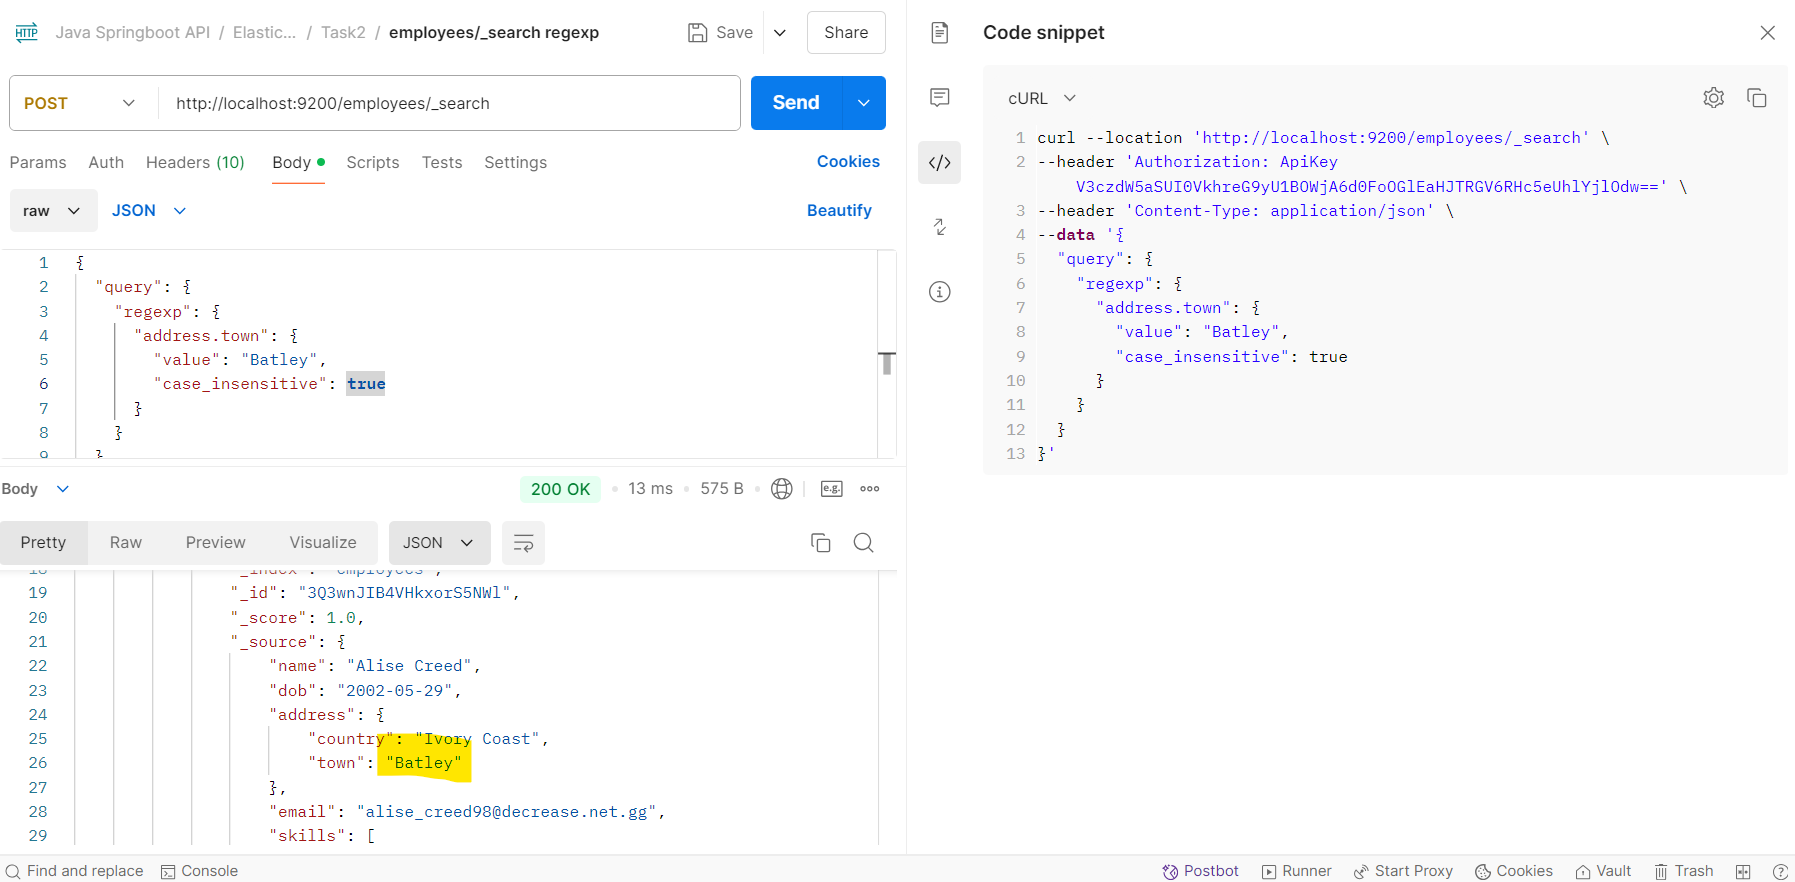 HTTP Java Springboot API / Elastic... / Task2 / employees/_search regexp Save Share
POST http://localhost:9200/employees/_search Send
Params Auth Headers (10) Body Scripts Tests Settings Cookies
raw JSON Beautify
1 {
2 "query": {
3 "regexp": {
4 "address.town": {
5 "value": "Batley",
6 "case_insensitive": true
7 }
8 }
9 }
Body 200 OK 13 ms 575 B e.g.
Pretty Raw Preview Visualize JSON
18 "_index": "employees",
19 "_id": "3Q3wnJIB4VHkxorS5NWl",
20 "_score": 1.0,
21 "_source": {
22 "name": "Alise Creed",
23 "dob": "2002-05-29",
24 "address": {
25 "country": "Ivory Coast",
26 "town": "Batley"
27 },
28 "email": "alise_creed98@decrease.net.gg",
29 "skills": [
Code snippet
cURL
1 curl --location 'http://localhost:9200/employees/_search' \
2 --header 'Authorization: ApiKey
V3czdW5aSUI0VkhreG9yU1BOWjA6d0FoOGlEaHJTRGV6RHc5eUhlYjlOdw==' \
3 --header 'Content-Type: application/json' \
4 --data '{
5 "query": {
6 "regexp": {
7 "address.town": {
8 "value": "Batley",
9 "case_insensitive": true
10 }
11 }
12 }
13 }'
Find and replace Console Postbot Runner Start Proxy Cookies Vault Trash